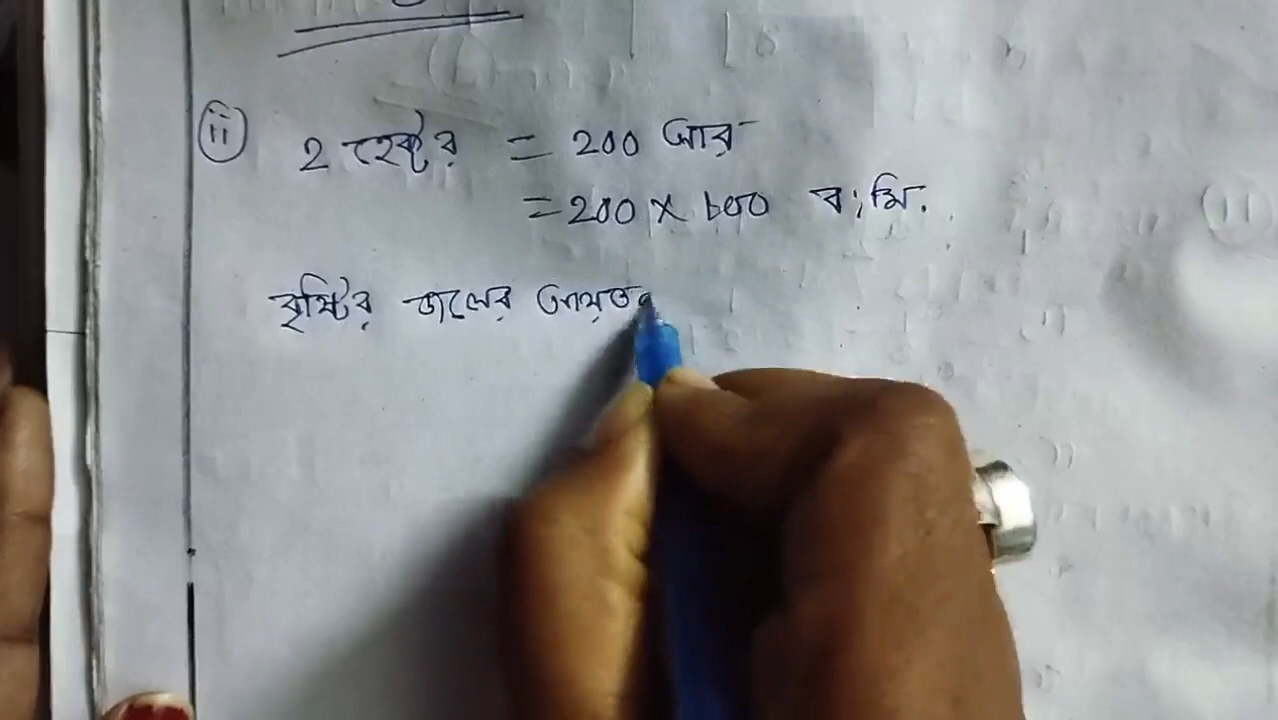 ii 2 হেক্টর = 200 আর
= 200 × 100 ব: মি.
বৃষ্টির জলের আয়তন